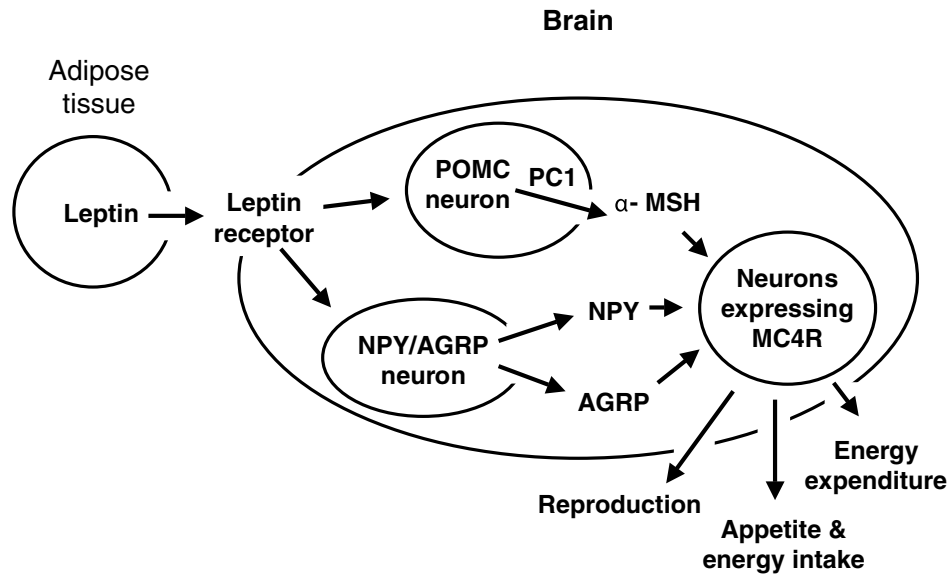 Brain
Adipose
tissue
Leptin
Leptin
receptor
POMC
neuron
PC1
α- MSH
NPY/AGRP
neuron
NPY
AGRP
Neurons
expressing
MC4R
Reproduction
Appetite &
energy intake
Energy
expenditure